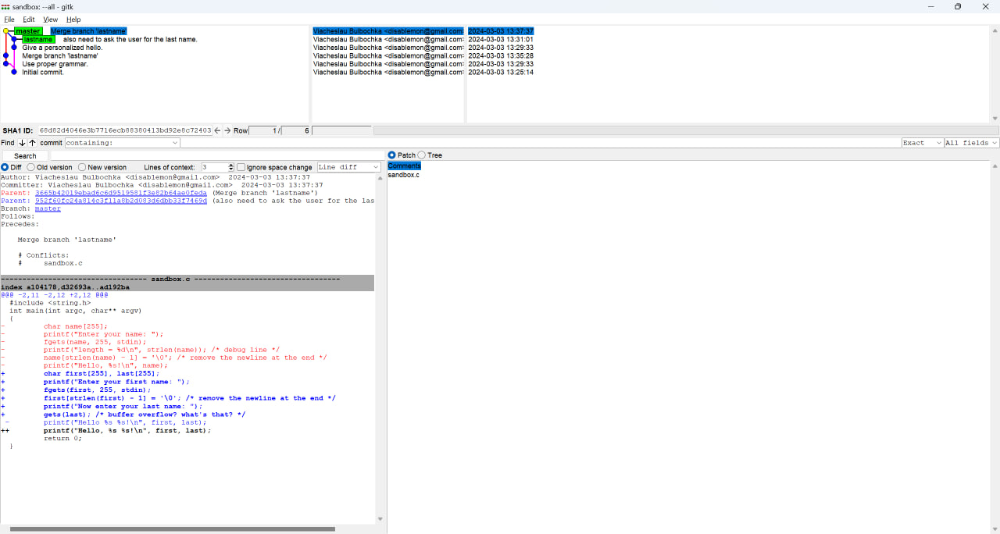 sandbox: --all - gitk
File Edit View Help
master Merge branch 'lastname' Viacheslau Bulbochka <disablemon@gmail.com> 2024-03-03 13:37:37
lastname also need to ask the user for the last name. Viacheslau Bulbochka <disablemon@gmail.com> 2024-03-03 13:31:01
Give a personalized hello. Viacheslau Bulbochka <disablemon@gmail.com> 2024-03-03 13:29:33
Merge branch 'lastname' Viacheslau Bulbochka <disablemon@gmail.com> 2024-03-03 13:35:28
Use proper grammar. Viacheslau Bulbochka <disablemon@gmail.com> 2024-03-03 13:29:33
Initial commit. Viacheslau Bulbochka <disablemon@gmail.com> 2024-03-03 13:25:14
SHA1 ID: 68d82d4046e3b7716ecb88380413bd92e8c72403 ← → Row 1 / 6
Find ↓ ↑ commit containing: Exact All fields
Search Patch Tree
Diff Old version New version Lines of context: 3 Ignore space change Line diff
Comments
sandbox.c
Author: Viacheslau Bulbochka <disablemon@gmail.com>  2024-03-03 13:37:37
Committer: Viacheslau Bulbochka <disablemon@gmail.com>  2024-03-03 13:37:37
Parent: 3665b42019ebad6c6d9519581f3e82b64ae0feda (Merge branch 'lastname')
Parent: 952f60fc24a814c3f11a8b2d083d6dbb33f7469d (also need to ask the user for the las
Branch: master
Follows:
Precedes:
Merge branch 'lastname'
# Conflicts:
#     sandbox.c
---------------------------------- sandbox.c ----------------------------------
index a104178,d32693a..ad192ba
@@@ -2,11 -2,12 +2,12 @@@
#include <string.h>
int main(int argc, char** argv)
{
-         char name[255];
-         printf("Enter your name: ");
-         fgets(name, 255, stdin);
-         printf("length = %d\n", strlen(name)); /* debug line */
-         name[strlen(name) - 1] = '\0'; /* remove the newline at the end */
-         printf("Hello, %s!\n", name);
+         char first[255], last[255];
+         printf("Enter your first name: ");
+         fgets(first, 255, stdin);
+         first[strlen(first) - 1] = '\0'; /* remove the newline at the end */
+         printf("Now enter your last name: ");
+         gets(last); /* buffer overflow? what's that? */
 -        printf("Hello %s %s!\n", first, last);
++        printf("Hello, %s %s!\n", first, last);
          return 0;
}